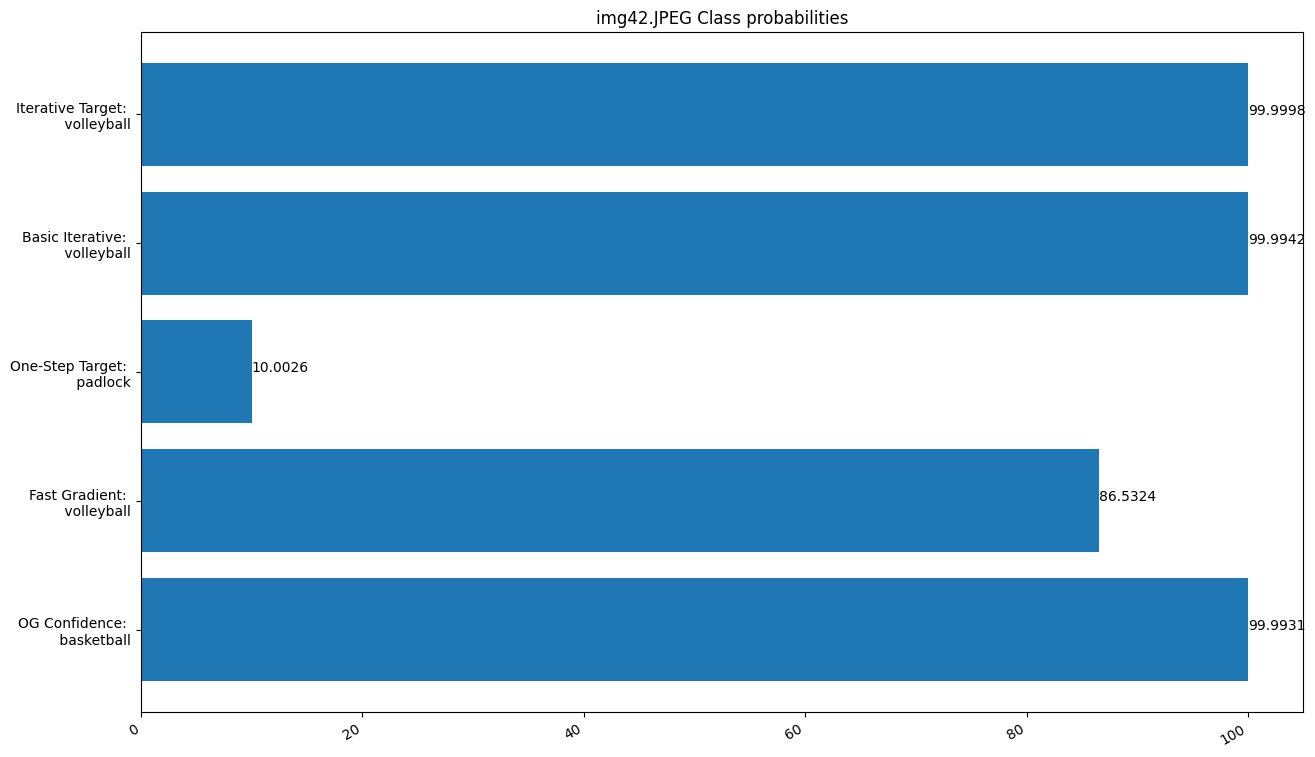 img42.JPEG Class probabilities
Iterative Target:
volleyball
99.9998
Basic Iterative:
volleyball
99.9942
One-Step Target:
padlock
10.0026
Fast Gradient:
volleyball
86.5324
OG Confidence:
basketball
99.9931
0
20
40
60
80
100